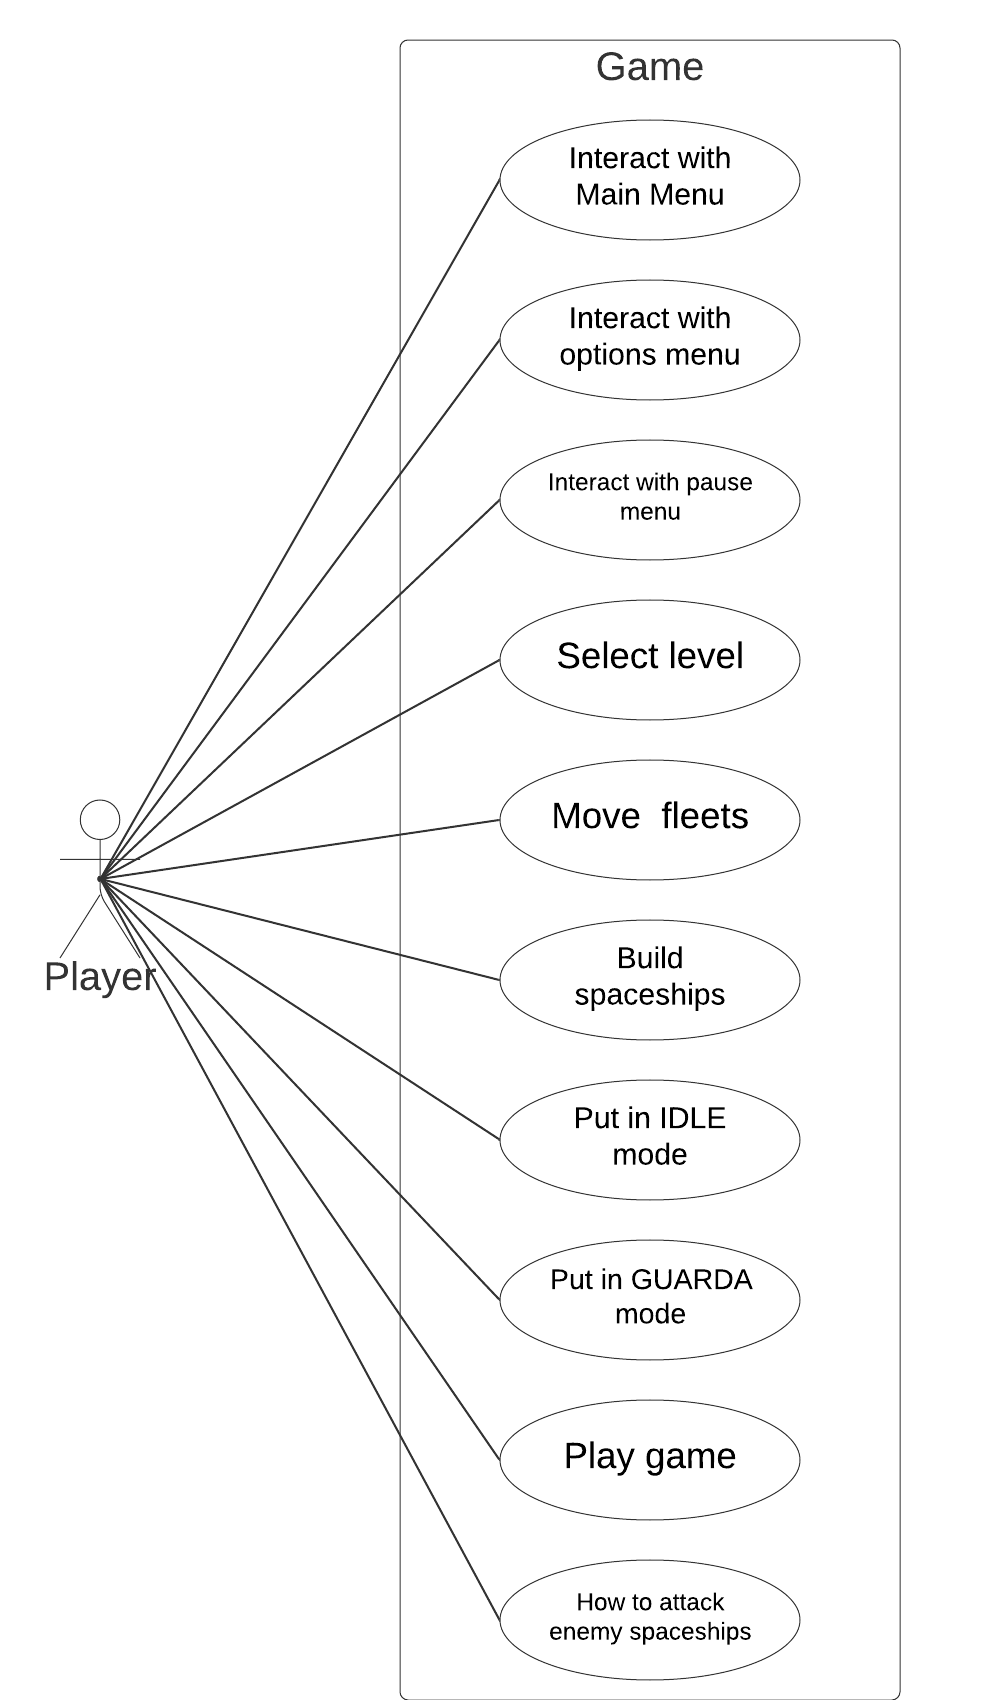 Game
Interact with
Main Menu
Interact with
options menu
Interact with pause
menu
Select level
Move  fleets
Player
Build
spaceships
Put in IDLE
mode
Put in GUARDA
mode
Play game
How to attack
enemy spaceships